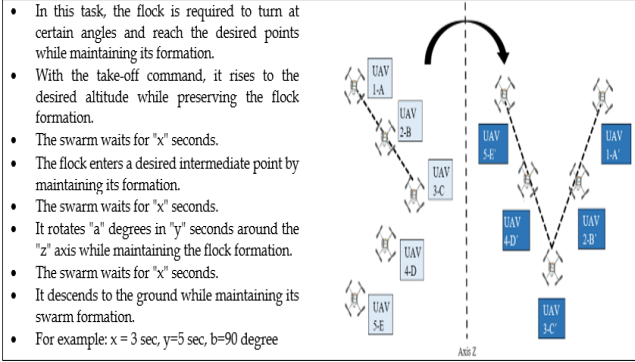 • In this task, the flock is required to turn at
certain angles and reach the desired points
while maintaining its formation.
• With the take-off command, it rises to the
desired altitude while preserving the flock
formation.
• The swarm waits for "x" seconds.
• The flock enters a desired intermediate point by
maintaining its formation.
• The swarm waits for "x" seconds.
• It rotates "a" degrees in "y" seconds around the
"z" axis while maintaining the flock formation.
• The swarm waits for "x" seconds.
• It descends to the ground while maintaining its
swarm formation.
• For example: x = 3 sec, y=5 sec, b=90 degree
UAV
1-A
UAV
2-B
UAV
3-C
UAV
4-D
UAV
5-E
UAV
5-E'
UAV
1-A'
UAV
4-D'
UAV
2-B'
UAV
3-C'
Axis Z